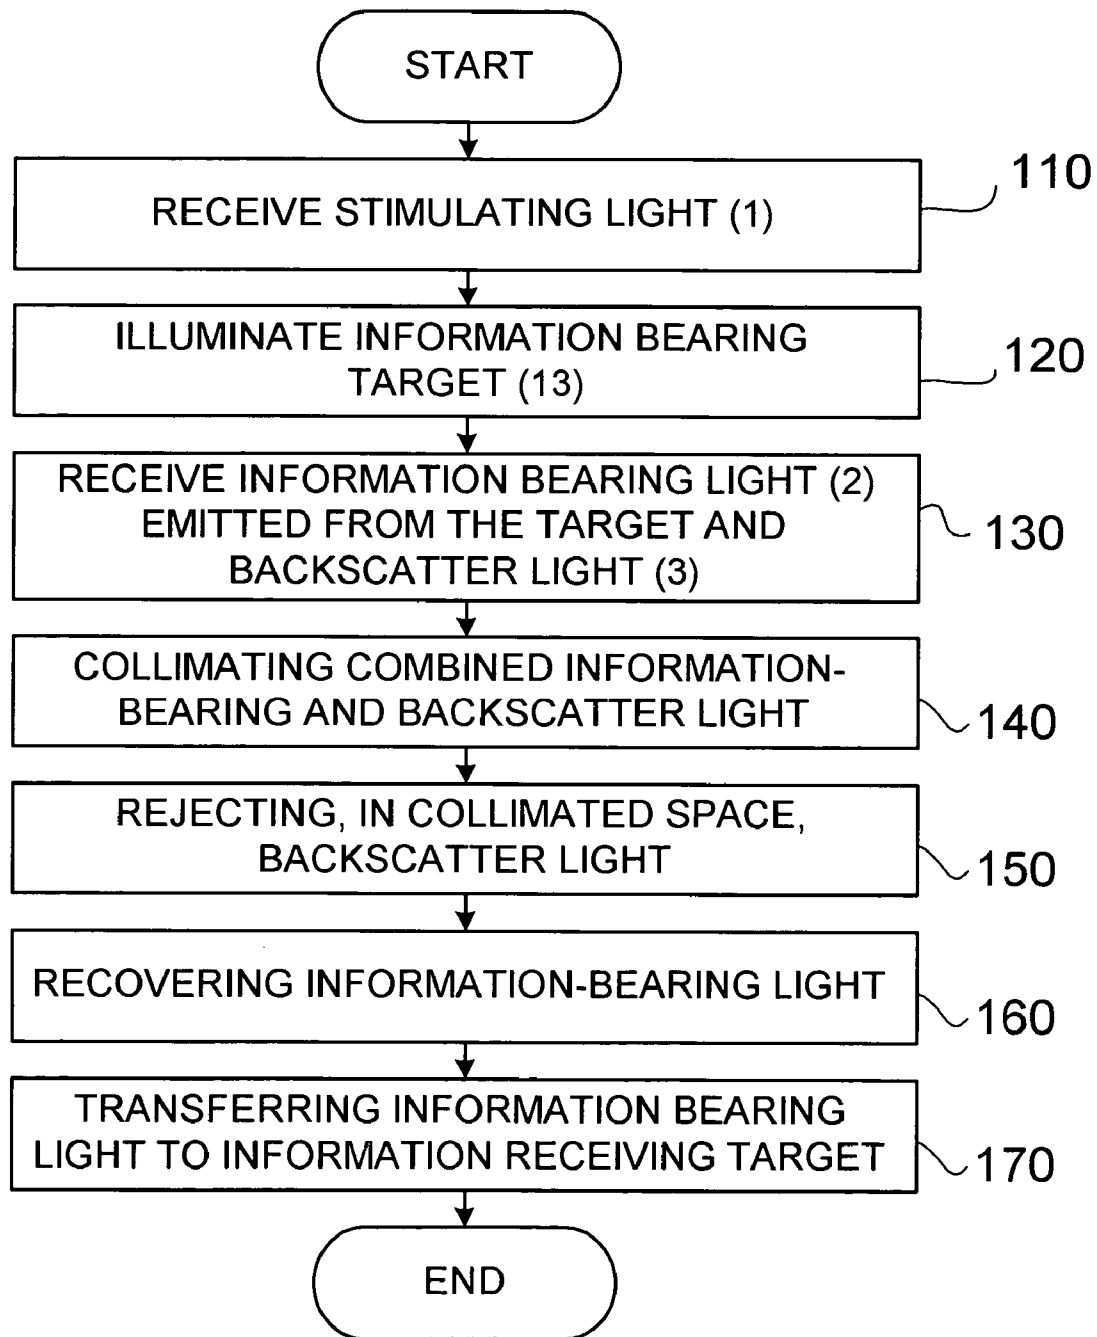 START
RECEIVE STIMULATING LIGHT (1)
110
ILLUMINATE INFORMATION BEARING
TARGET (13)
120
RECEIVE INFORMATION BEARING LIGHT (2)
EMITTED FROM THE TARGET AND
BACKSCATTER LIGHT (3)
130
COLLIMATING COMBINED INFORMATION-
BEARING AND BACKSCATTER LIGHT
140
REJECTING, IN COLLIMATED SPACE,
BACKSCATTER LIGHT
150
RECOVERING INFORMATION-BEARING LIGHT
160
TRANSFERRING INFORMATION BEARING
LIGHT TO INFORMATION RECEIVING TARGET
170
END